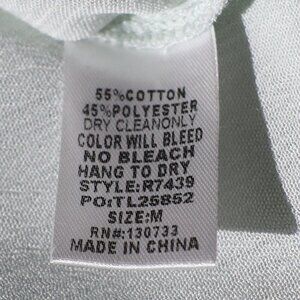 55%COTTON
45%POLYESTER
DRY CLEANONLY
COLOR WILL BLEED
NO BLEACH
HANG TO DRY
STYLE:R7439
PO:TL25852
SIZE:M
RN#:130733
MADE IN CHINA